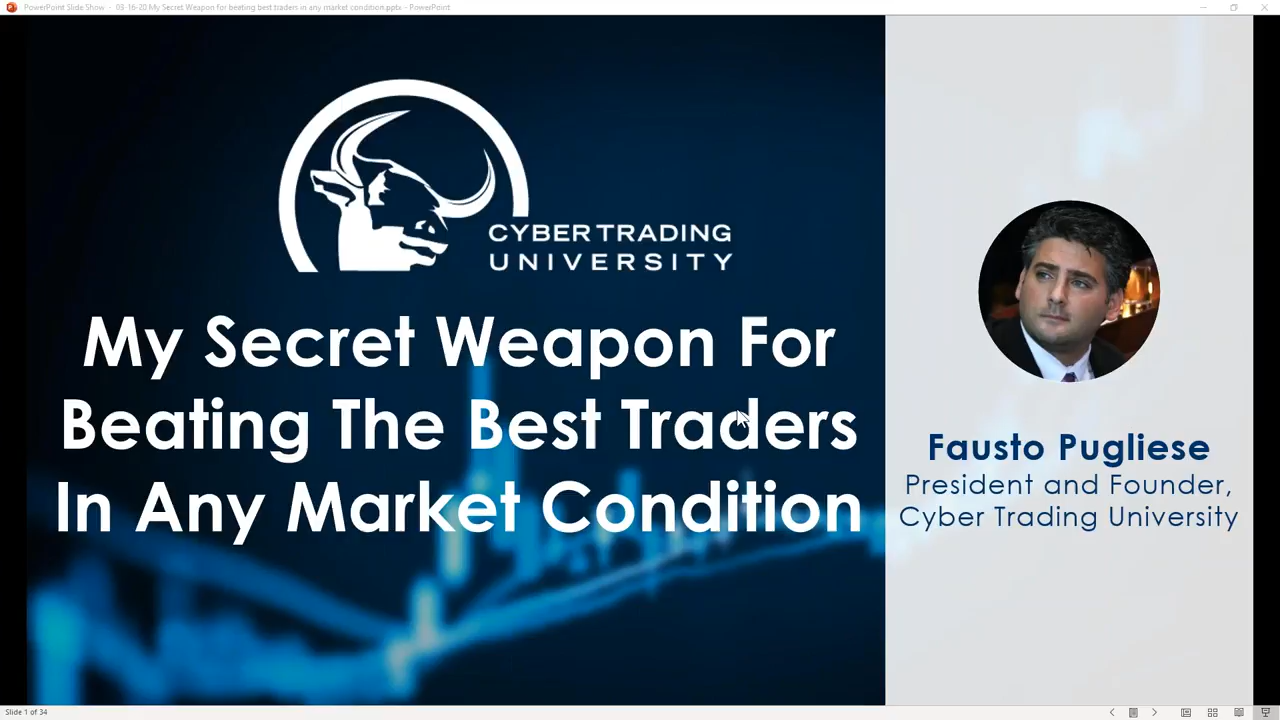 PowerPoint Slide Show - 03-16-20 My Secret Weapon for beating best traders in any market condition.pptx - PowerPoint
CYBER TRADING
UNIVERSITY
My Secret Weapon For
Beating The Best Traders
In Any Market Condition
Fausto Pugliese
President and Founder,
Cyber Trading University
Slide 1 of 34